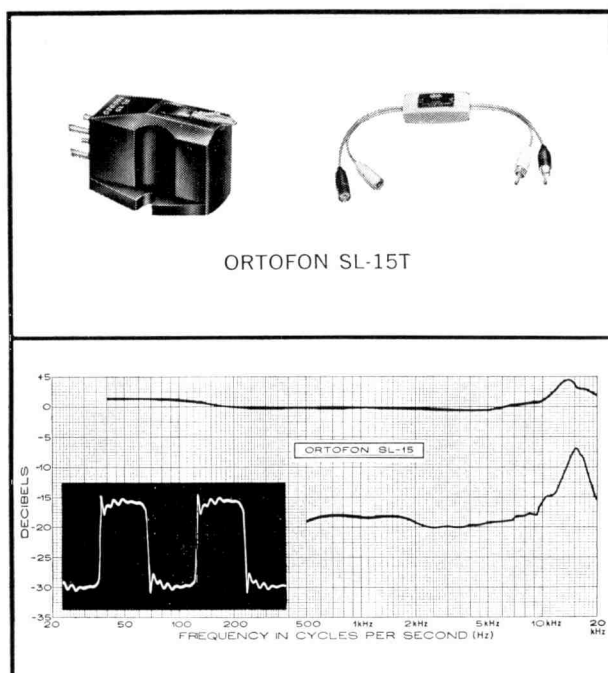 ORTOFON SL-15T
+5
0
-5
ORTOFON SL-15
-10
-15
-20
-25
-30
-35
DECIBELS
20 50 100 200 500 1kHz 2kHz 5kHz 10kHz 20 kHz
FREQUENCY IN CYCLES PER SECOND (Hz)